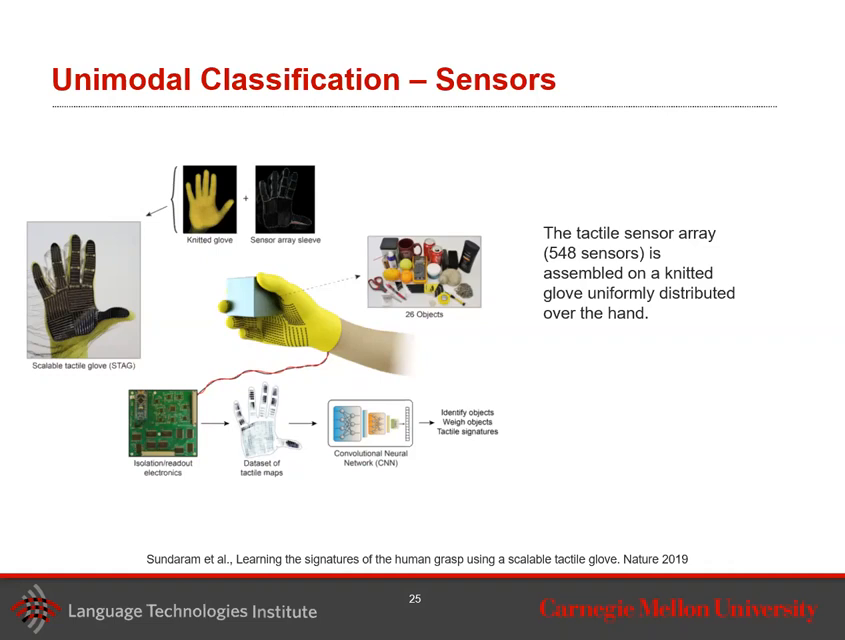 Unimodal Classification – Sensors
Knitted glove
+
Sensor array sleeve
Scalable tactile glove (STAG)
26 Objects
The tactile sensor array
(548 sensors) is
assembled on a knitted
glove uniformly distributed
over the hand.
Isolation/readout
electronics
Dataset of
tactile maps
Convolutional Neural
Network (CNN)
Identify objects
Weigh objects
Tactile signatures
Sundaram et al., Learning the signatures of the human grasp using a scalable tactile glove. Nature 2019
Language Technologies Institute
25
Carnegie Mellon University